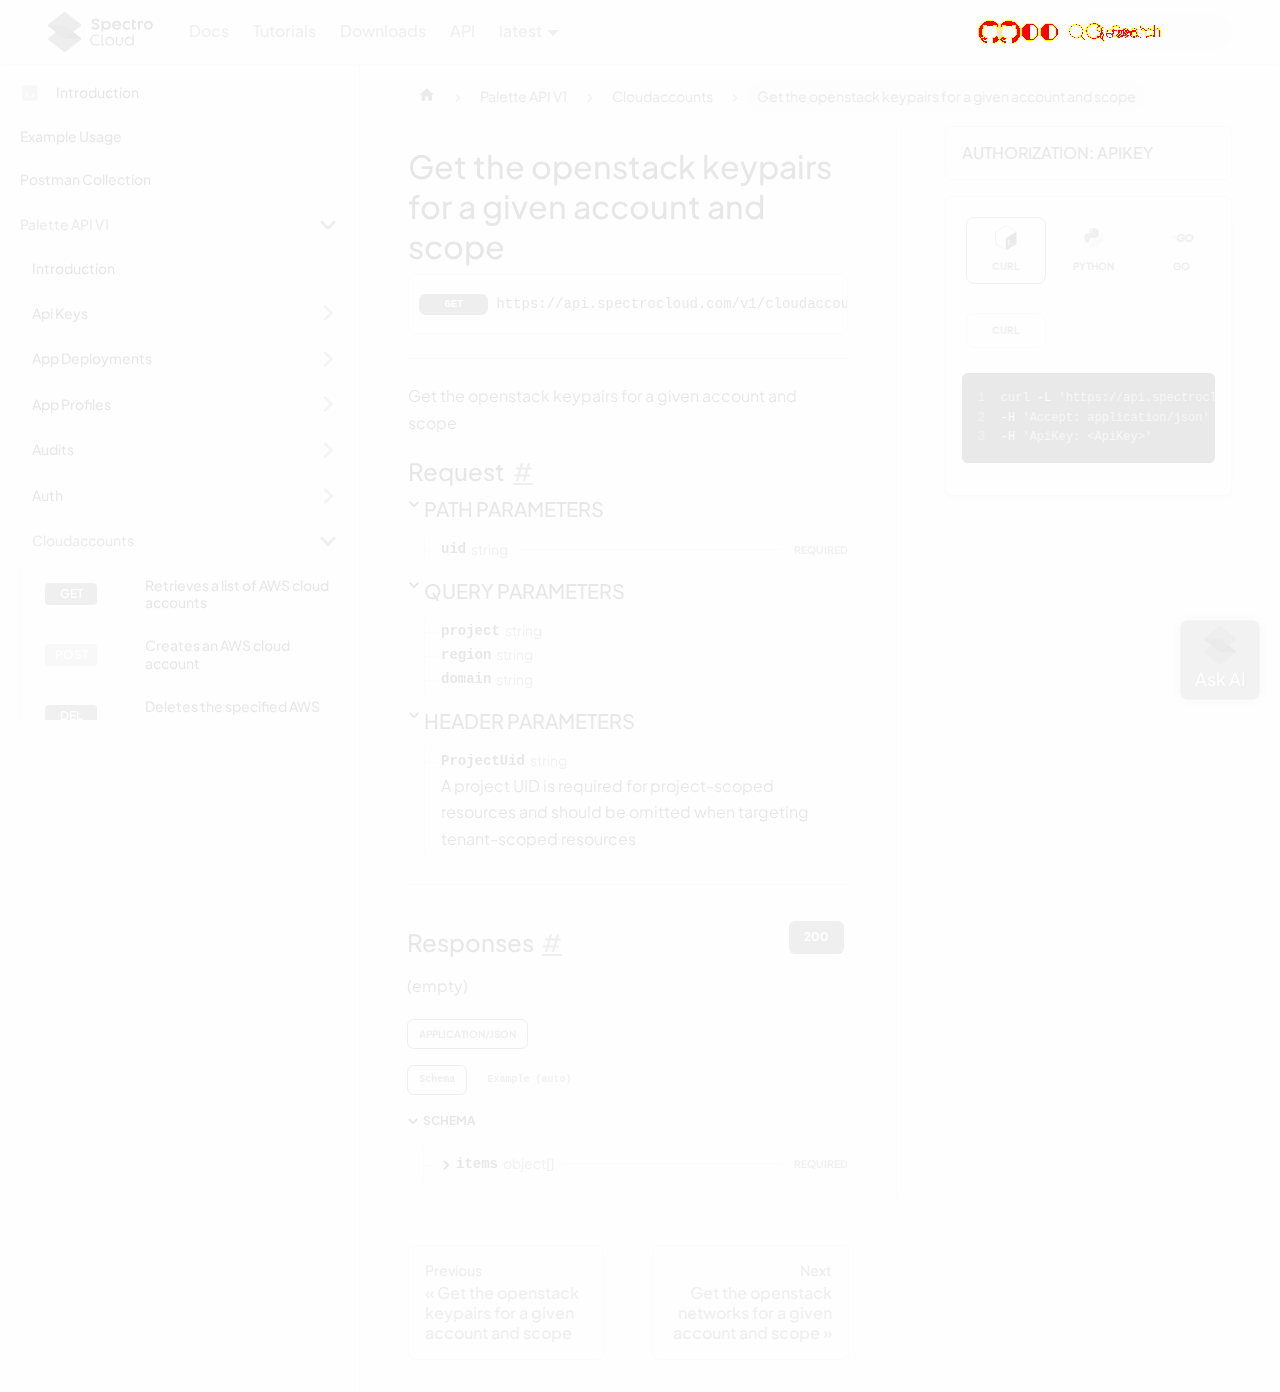 Spectro Cloud
Docs
Tutorials
Downloads
API
latest
Introduction
Example Usage
Postman Collection
Palette API V1
Introduction
Api Keys
App Deployments
App Profiles
Audits
Auth
Cloudaccounts
GET Retrieves a list of AWS cloud
accounts
POST Creates an AWS cloud
account
DEL Deletes the specified AWS
Palette API V1
Cloudaccounts
Get the openstack keypairs for a given account and scope
Get the openstack keypairs
for a given account and
scope
GET https://api.spectrocloud.com/v1/cloudaccou
Get the openstack keypairs for a given account and
scope
Request #
PATH PARAMETERS
uid string REQUIRED
QUERY PARAMETERS
project string
region string
domain string
HEADER PARAMETERS
ProjectUid string
A project UID is required for project-scoped
resources and should be omitted when targeting
tenant-scoped resources
Responses #
200
(empty)
APPLICATION/JSON
Schema Example (auto)
SCHEMA
items object[] REQUIRED
Previous
« Get the openstack
keypairs for a given
account and scope
Next
Get the openstack
networks for a given
account and scope »
AUTHORIZATION: APIKEY
CURL
PYTHON
GO
CURL
1 curl -L 'https://api.spectrocl
2 -H 'Accept: application/json'
3 -H 'ApiKey: <ApiKey>'
Ask AI